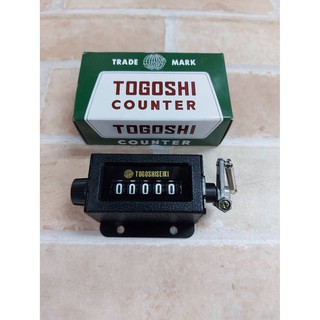 TRADE MARK
TOGOSHI
COUNTER
TOGOSHI
COUNTER
TOGOSHISEIKI
00000